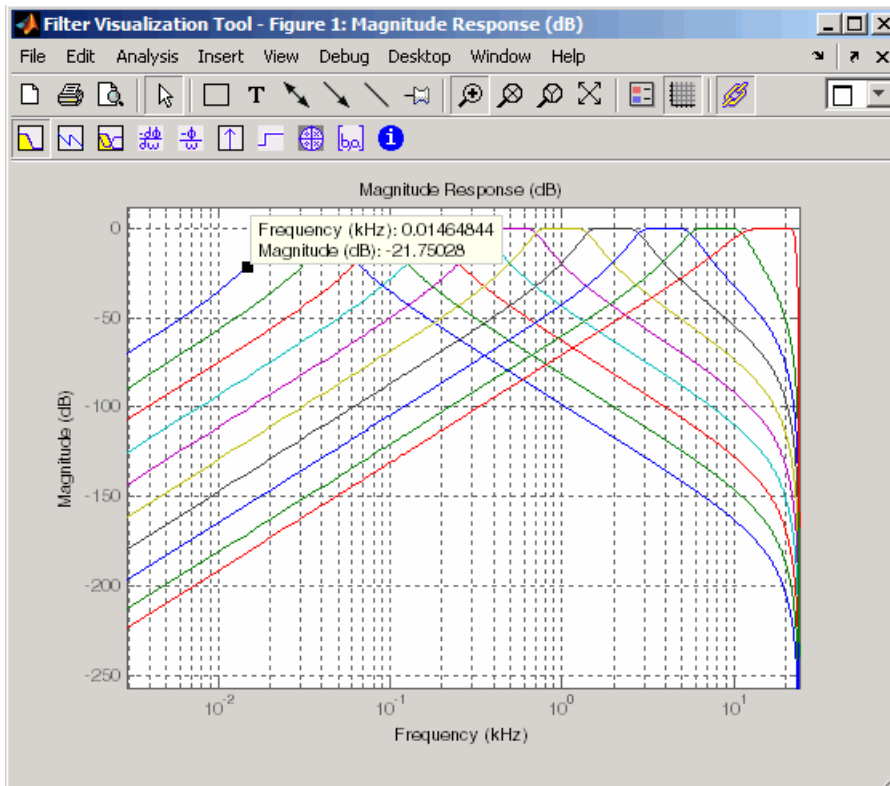 Filter Visualization Tool - Figure 1: Magnitude Response (dB)
File Edit Analysis Insert View Debug Desktop Window Help
T
[b,a]
i
Magnitude Response (dB)
Frequency (kHz): 0.01464844
Magnitude (dB): -21.75028
0
-50
-100
-150
-200
-250
Magnitude (dB)
10^-2
10^-1
10^0
10^1
Frequency (kHz)